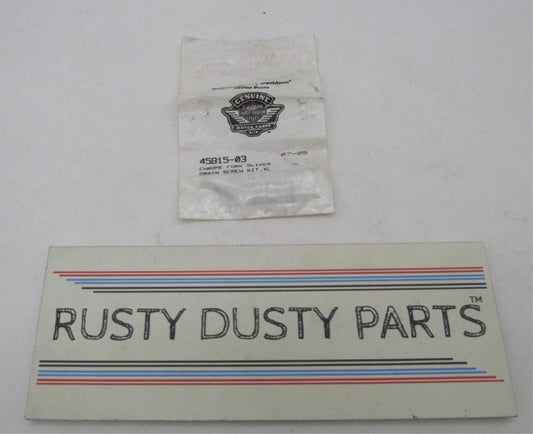 GENUINE
MOTOR PARTS
45815-03 07-05
CHROME FORK SLIDER
DRAIN SCREW KIT, XL
RUSTY DUSTY PARTS™